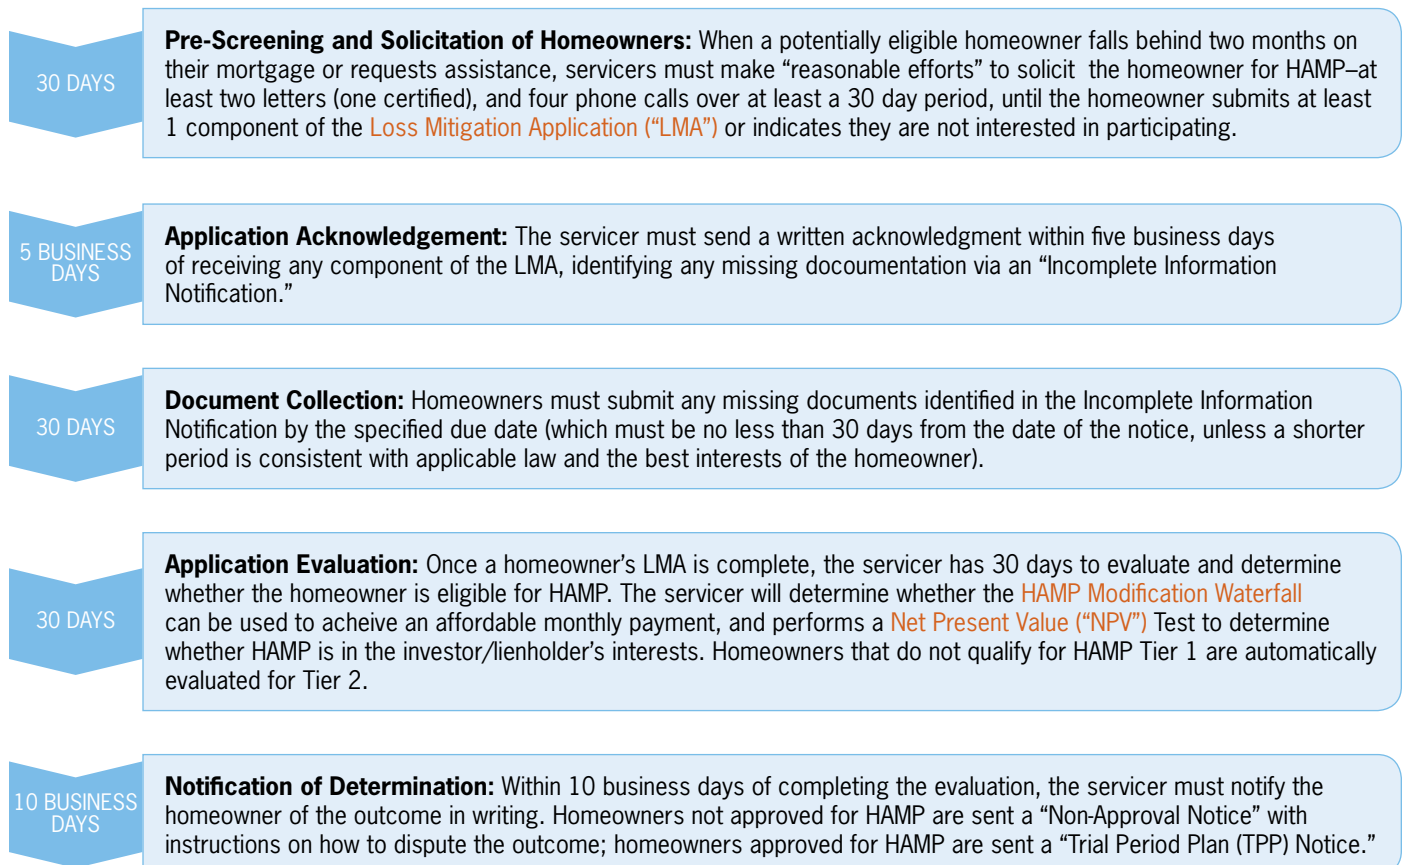 30 DAYS
Pre-Screening and Solicitation of Homeowners: When a potentially eligible homeowner falls behind two months on
their mortgage or requests assistance, servicers must make “reasonable efforts” to solicit the homeowner for HAMP–at
least two letters (one certified), and four phone calls over at least a 30 day period, until the homeowner submits at least
1 component of the Loss Mitigation Application (“LMA”) or indicates they are not interested in participating.
5 BUSINESS
DAYS
Application Acknowledgement: The servicer must send a written acknowledgment within five business days
of receiving any component of the LMA, identifying any missing docoumentation via an “Incomplete Information
Notification.”
30 DAYS
Document Collection: Homeowners must submit any missing documents identified in the Incomplete Information
Notification by the specified due date (which must be no less than 30 days from the date of the notice, unless a shorter
period is consistent with applicable law and the best interests of the homeowner).
30 DAYS
Application Evaluation: Once a homeowner’s LMA is complete, the servicer has 30 days to evaluate and determine
whether the homeowner is eligible for HAMP. The servicer will determine whether the HAMP Modification Waterfall
can be used to acheive an affordable monthly payment, and performs a Net Present Value (“NPV”) Test to determine
whether HAMP is in the investor/lienholder’s interests. Homeowners that do not qualify for HAMP Tier 1 are automatically
evaluated for Tier 2.
10 BUSINESS
DAYS
Notification of Determination: Within 10 business days of completing the evaluation, the servicer must notify the
homeowner of the outcome in writing. Homeowners not approved for HAMP are sent a “Non-Approval Notice” with
instructions on how to dispute the outcome; homeowners approved for HAMP are sent a “Trial Period Plan (TPP) Notice.”